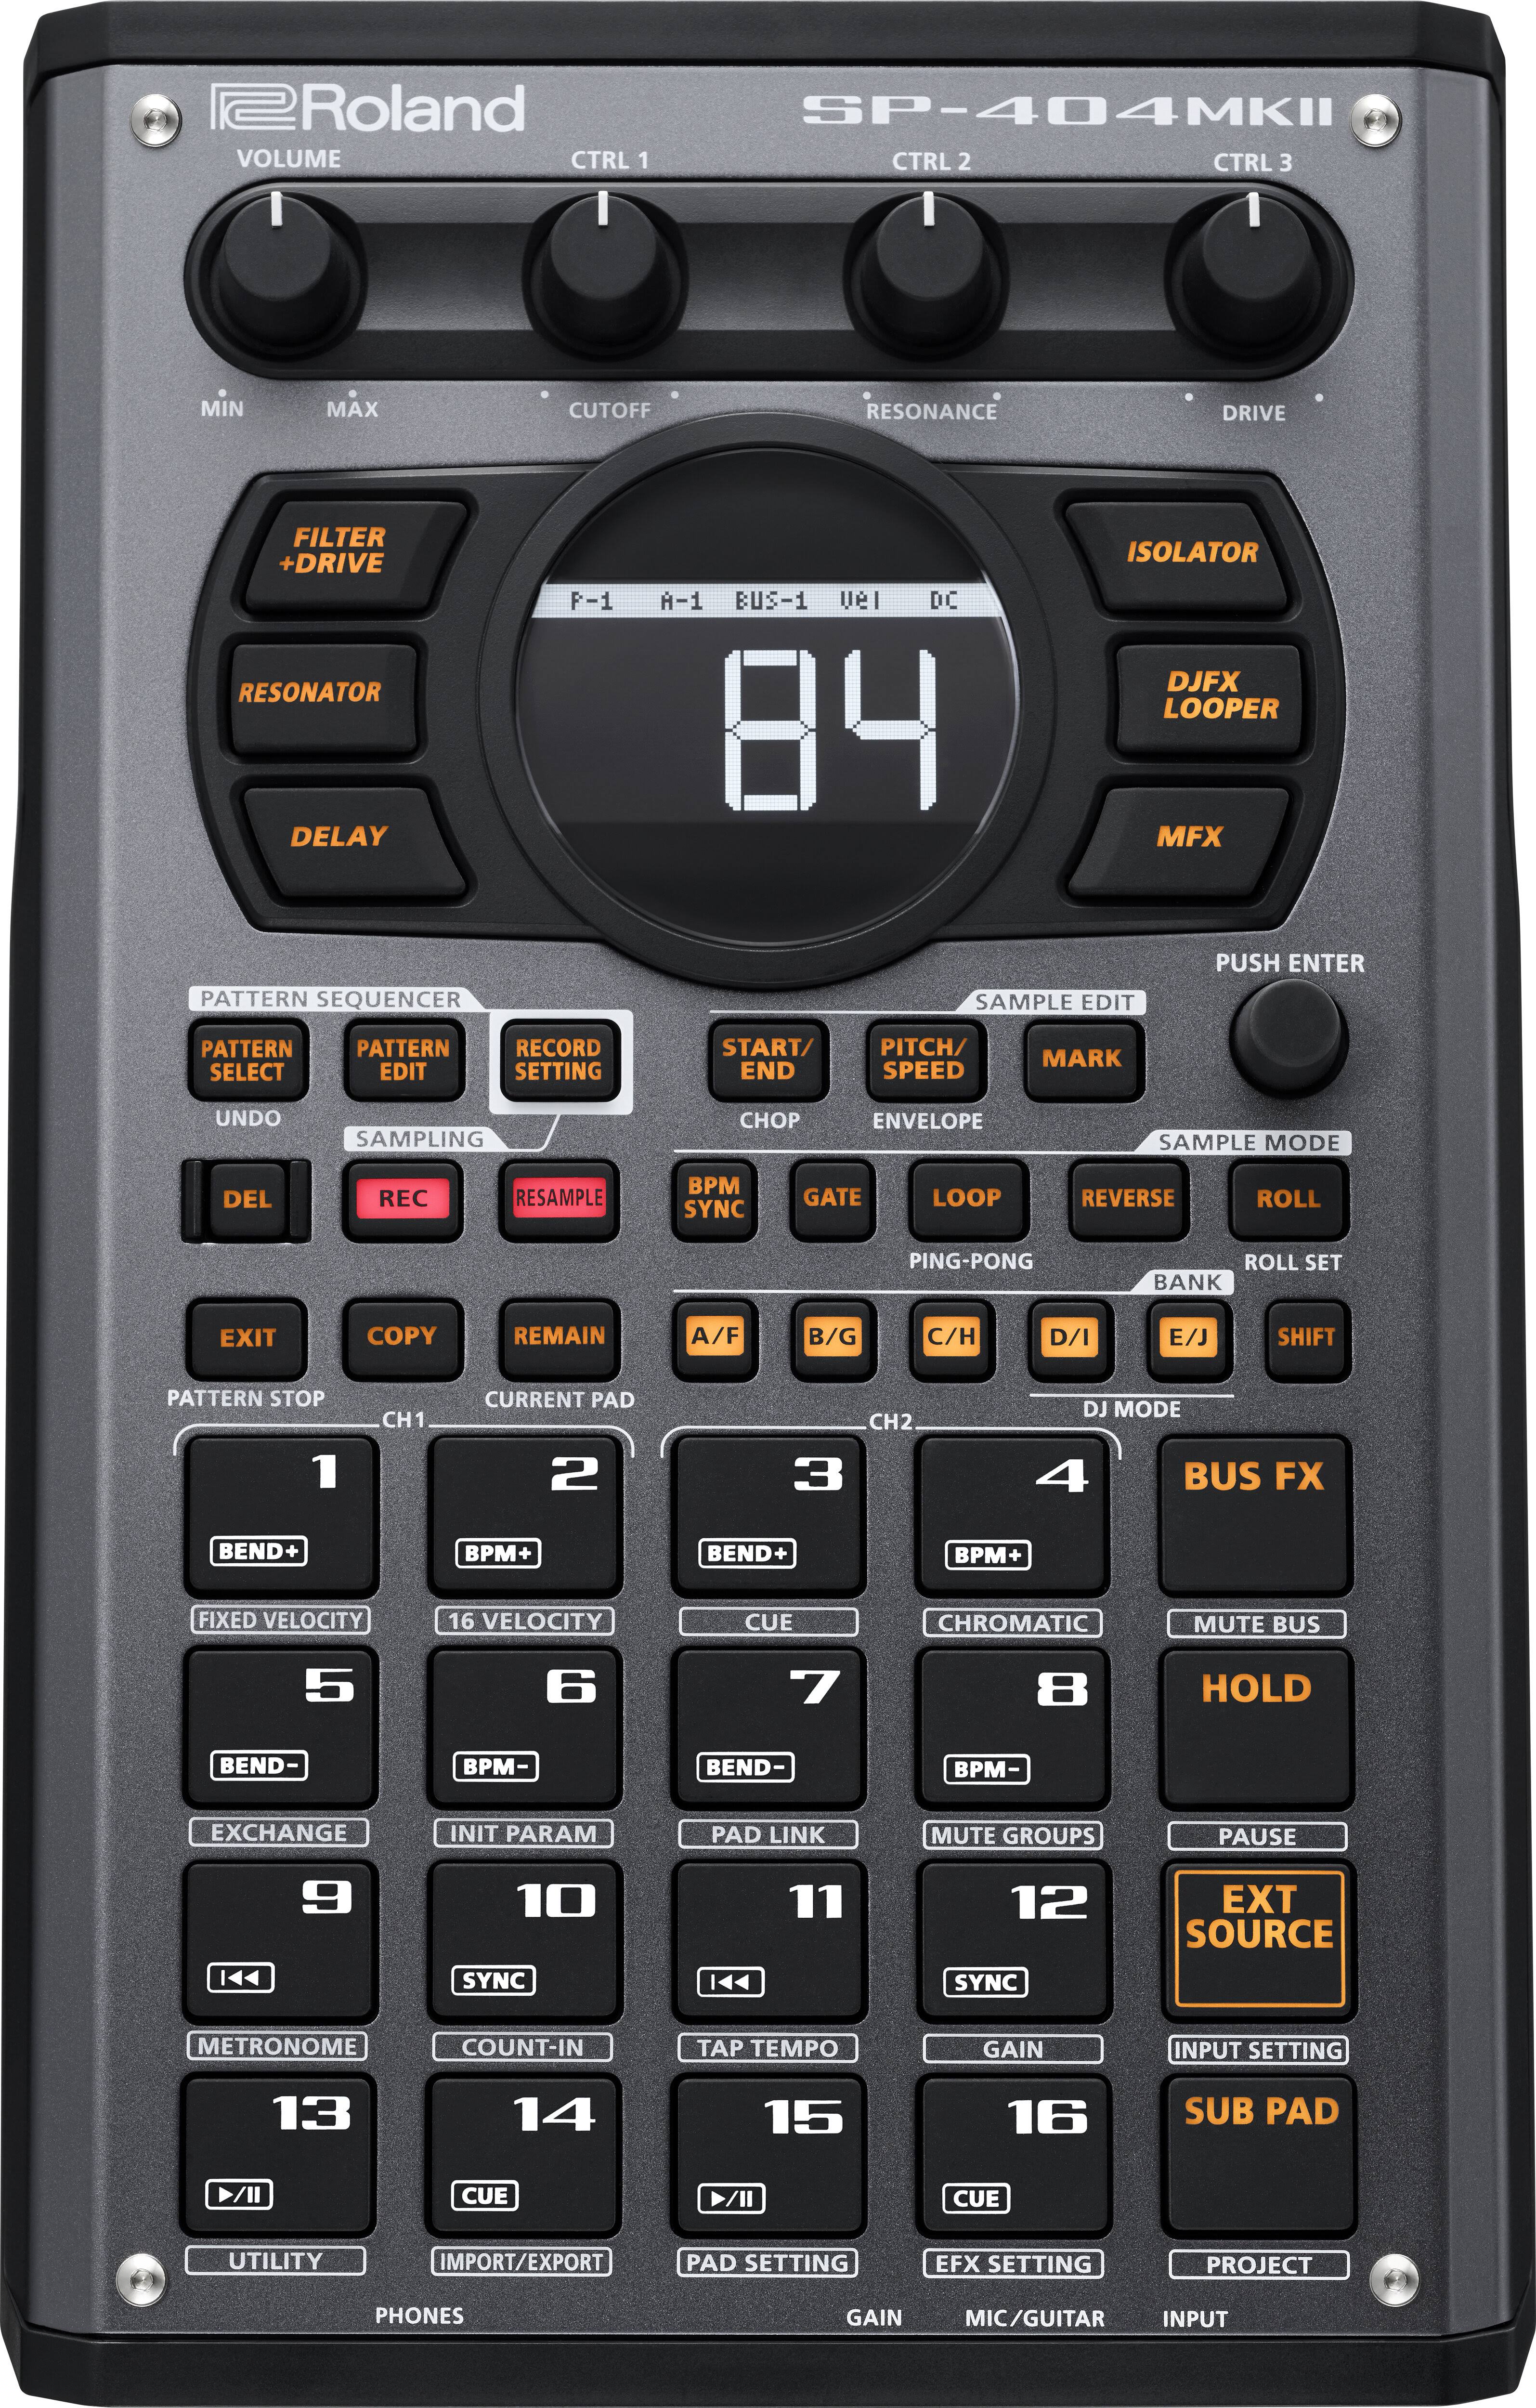 Roland SP-404MKII
VOLUME CTRL 1 CTRL 2 CTRL 3
MIN MAX CUTOFF RESONANCE DRIVE
FILTER
+DRIVE
ISOLATOR
P-1 A-1 BUS-1 Vel DC
84
RESONATOR
DJFX
LOOPER
DELAY
MFX
PUSH ENTER
PATTERN SEQUENCER
SAMPLE EDIT
PATTERN
SELECT
PATTERN
EDIT
RECORD
SETTING
START/
END
PITCH/
SPEED
MARK
UNDO CHOP ENVELOPE
SAMPLING
SAMPLE MODE
DEL REC RESAMPLE
BPM
SYNC
GATE LOOP REVERSE ROLL
PING-PONG ROLL SET
BANK
EXIT COPY REMAIN A/F B/G C/H D/I E/J SHIFT
PATTERN STOP CURRENT PAD DJ MODE
CH1 CH2
1 2 3 4 BUS FX
BEND+ BPM+ BEND+ BPM+
FIXED VELOCITY 16 VELOCITY CUE CHROMATIC MUTE BUS
5 6 7 8 HOLD
BEND- BPM- BEND- BPM-
EXCHANGE INIT PARAM PAD LINK MUTE GROUPS PAUSE
9 10 11 12
EXT
SOURCE
SYNC SYNC
METRONOME COUNT-IN TAP TEMPO GAIN INPUT SETTING
13 14 15 16 SUB PAD
CUE CUE
UTILITY IMPORT/EXPORT PAD SETTING EFX SETTING PROJECT
PHONES GAIN MIC/GUITAR INPUT